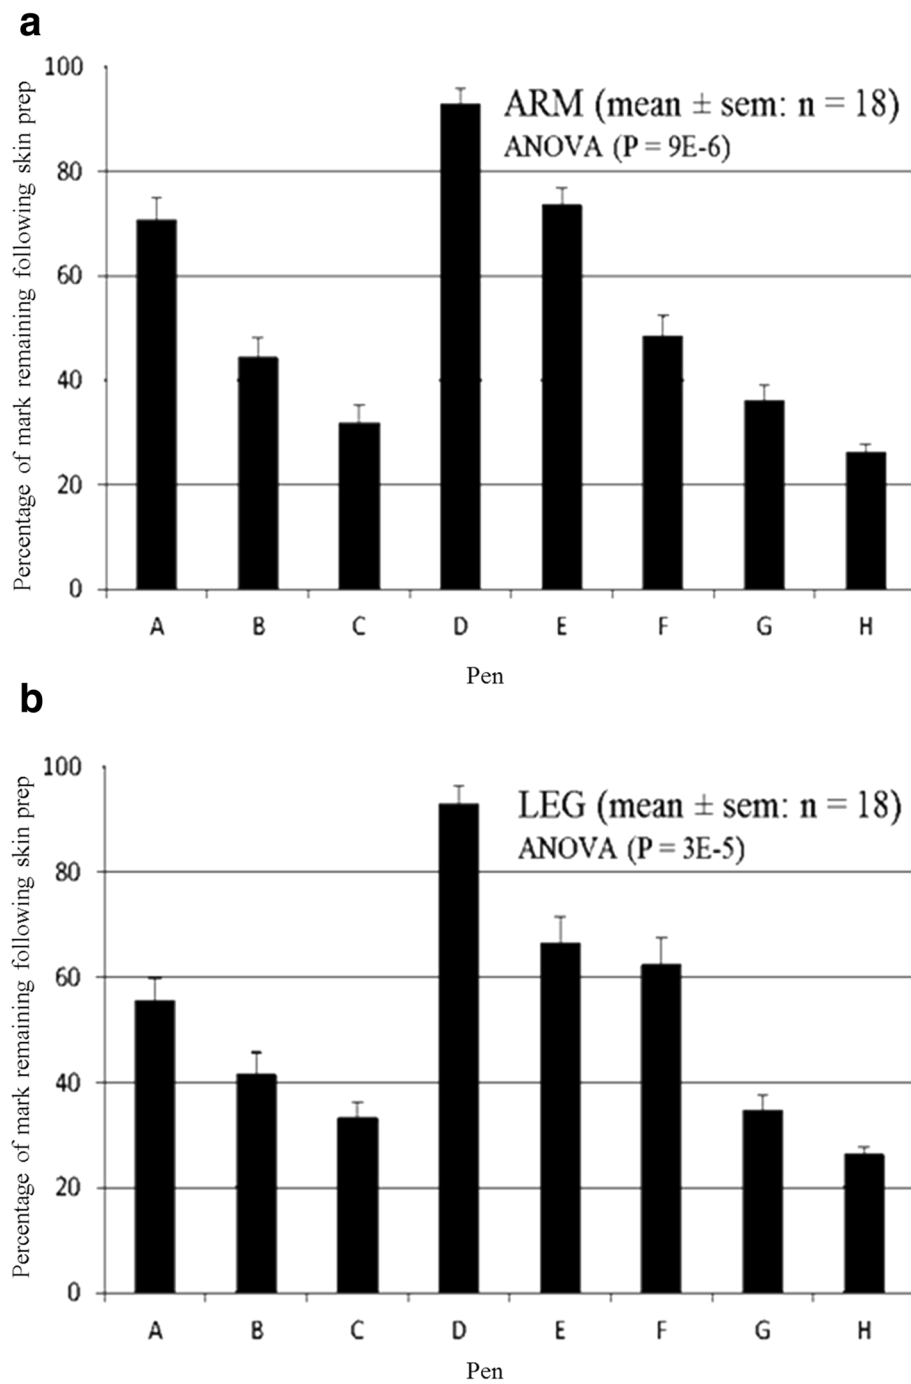 a
Percentage of mark remaining following skin prep
100
80
60
40
20
0
ARM (mean ± sem: n = 18)
ANOVA (P = 9E-6)
A B C D E F G H
Pen
b
Percentage of mark remaining following skin prep
100
80
60
40
20
0
LEG (mean ± sem: n = 18)
ANOVA (P = 3E-5)
A B C D E F G H
Pen